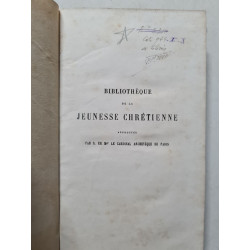 BIBLIOTHÈQUE
DE LA
JEUNESSE CHRÉTIENNE
APPROUVÉE
PAR S. ÉM. Mgr LE CARDINAL ARCHEVÊQUE DE PARIS